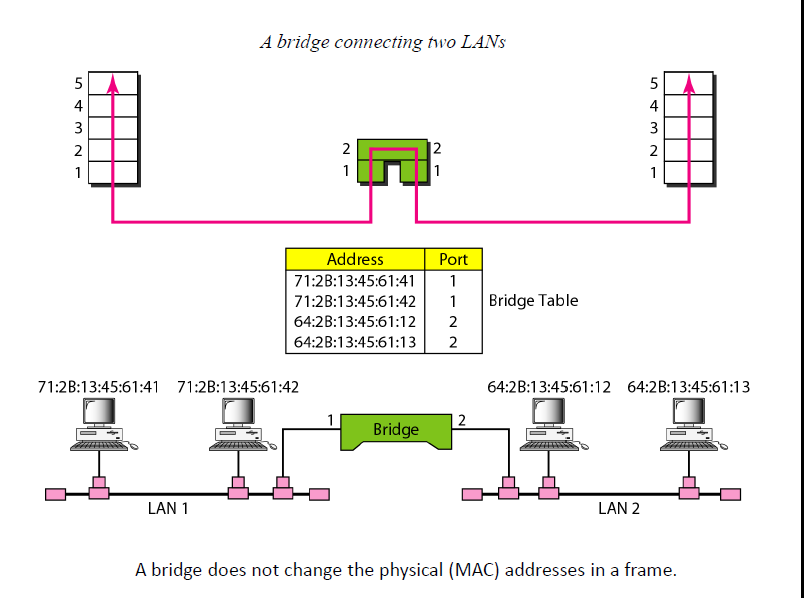 A bridge connecting two LANs
5
4
3
2
1
2 2
1 1
5
4
3
2
1
Address Port
71:2B:13:45:61:41 1
71:2B:13:45:61:42 1
64:2B:13:45:61:12 2
64:2B:13:45:61:13 2
Bridge Table
71:2B:13:45:61:41 71:2B:13:45:61:42 64:2B:13:45:61:12 64:2B:13:45:61:13
1 Bridge 2
LAN 1 LAN 2
A bridge does not change the physical (MAC) addresses in a frame.